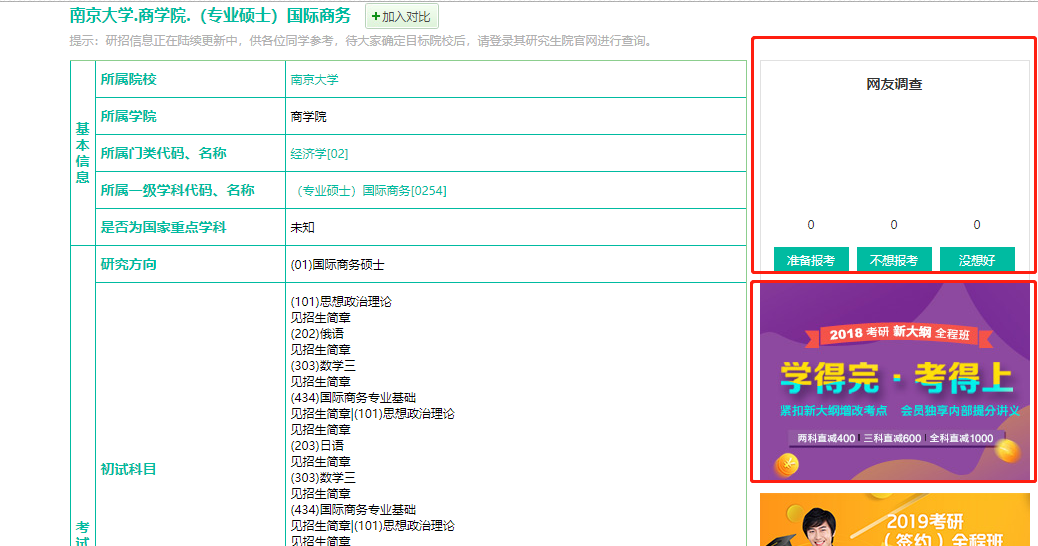 南京大学.商学院.（专业硕士）国际商务
+加入对比
提示：研招信息正在陆续更新中，供各位同学参考，待大家确定目标院校后，请登录其研究生院官网进行查询。
基本信息
所属院校 南京大学
所属学院 商学院
所属门类代码、名称 经济学[02]
所属一级学科代码、名称 （专业硕士）国际商务[0254]
是否为国家重点学科 未知
考试
研究方向 (01)国际商务硕士
初试科目
(101)思想政治理论
见招生简章
(202)俄语
见招生简章
(303)数学三
见招生简章
(434)国际商务专业基础
见招生简章|(101)思想政治理论
见招生简章
(203)日语
见招生简章
(303)数学三
见招生简章
(434)国际商务专业基础
见招生简章|(101)思想政治理论
见招生简章
网友调查
0 0 0
准备报考 不想报考 没想好
2018 考研 新大纲 全程班
学得完·考得上
紧扣新大纲增改考点 会员独享内部提分讲义
两科直减400 | 三科直减600 | 全科直减1000
2019考研
（签约）全程班